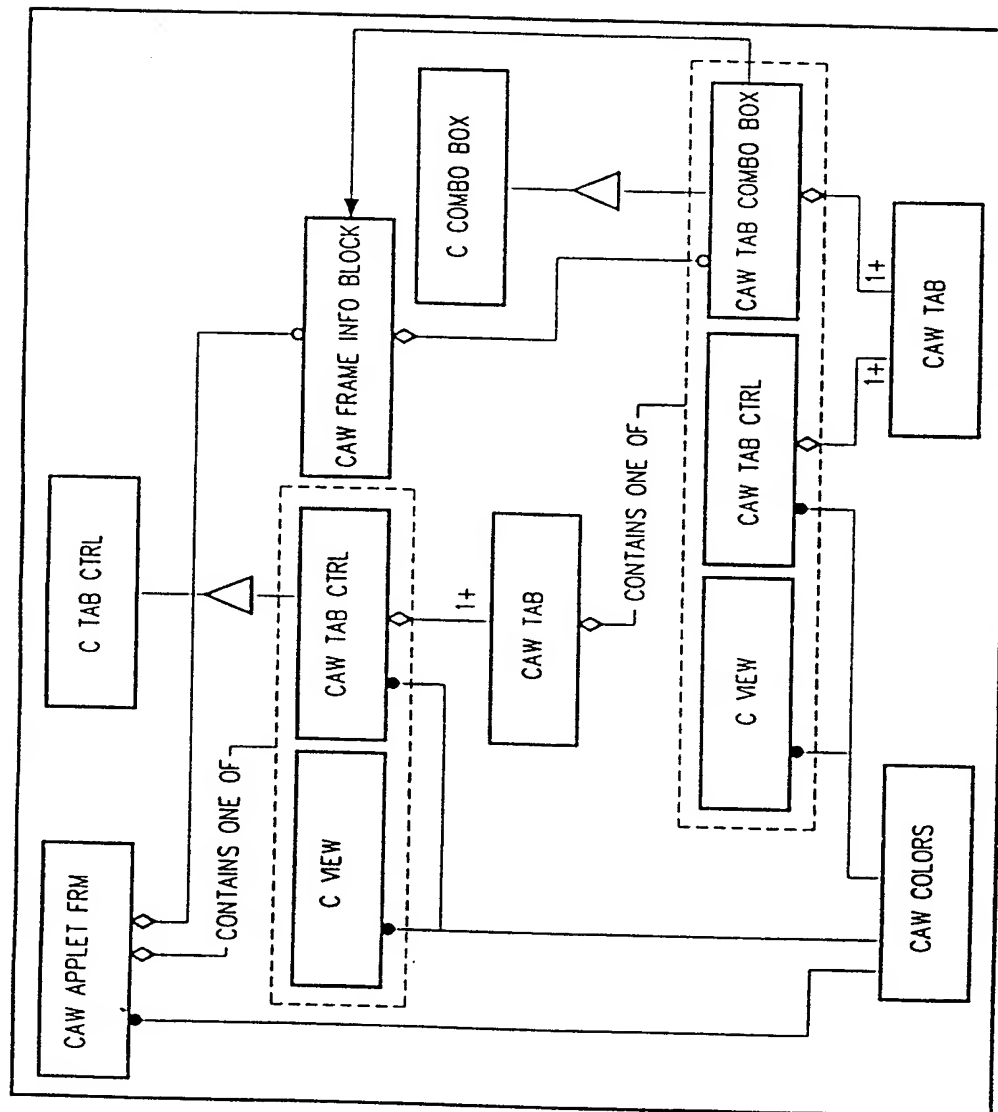 CAW APPLET FRM
C TAB CTRL
CONTAINS ONE OF
C VIEW
CAW TAB CTRL
CAW FRAME INFO BLOCK
C COMBO BOX
1+
CAW TAB
CONTAINS ONE OF
C VIEW
CAW TAB CTRL
CAW TAB COMBO BOX
1+
1+
CAW COLORS
CAW TAB